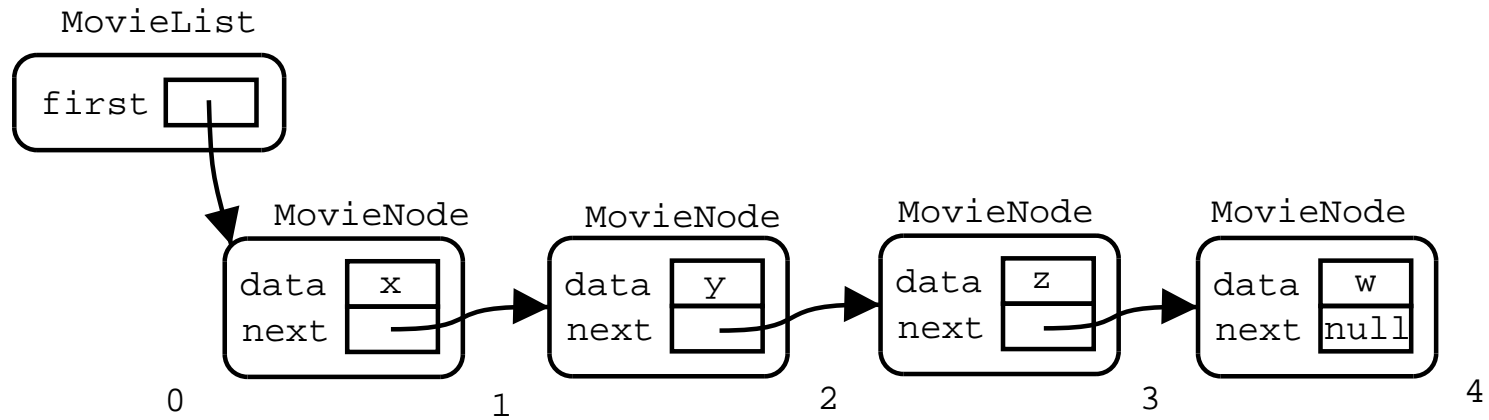 MovieList
first
MovieNode MovieNode MovieNode MovieNode
data x data y data z data w
next next next next null
0 1 2 3 4